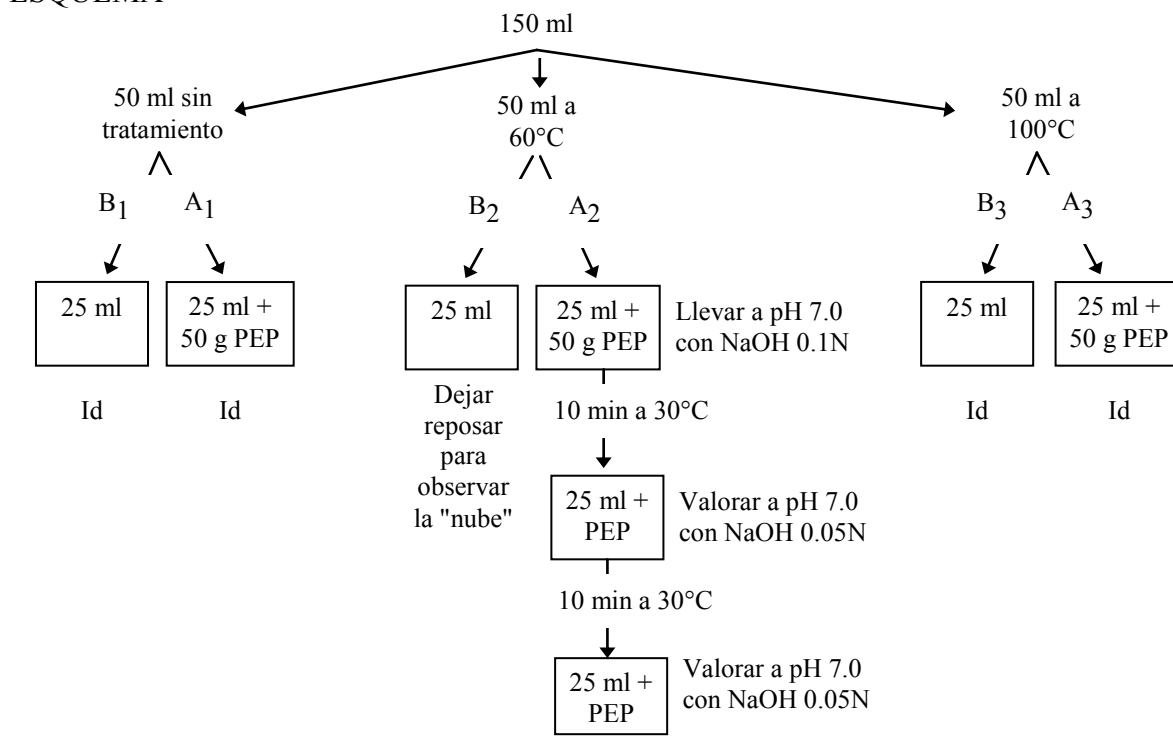 ESQUEMA
150 ml
50 ml sin
tratamiento
50 ml a
60°C
50 ml a
100°C
B1
A1
B2
A2
B3
A3
25 ml
25 ml +
50 g PEP
25 ml
25 ml +
50 g PEP
Llevar a pH 7.0
con NaOH 0.1N
25 ml
25 ml +
50 g PEP
Id
Id
Dejar
reposar
para
observar
la "nube"
10 min a 30°C
Id
Id
25 ml +
PEP
Valorar a pH 7.0
con NaOH 0.05N
10 min a 30°C
25 ml +
PEP
Valorar a pH 7.0
con NaOH 0.05N